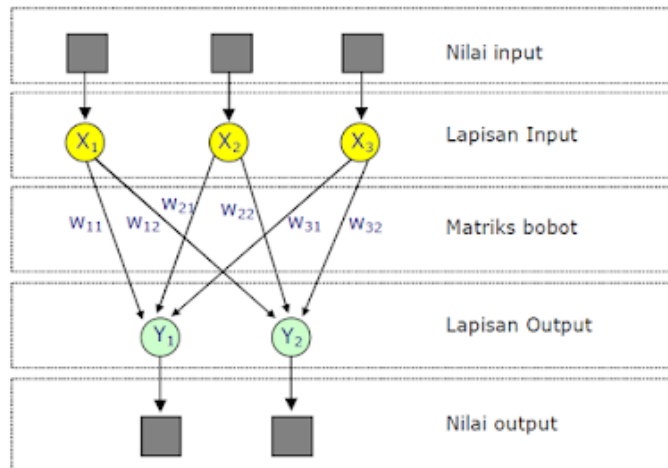 Nilai input
X₁ X₂ X₃
Lapisan Input
w₁₁ w₁₂ w₂₁ w₂₂ w₃₁ w₃₂
Matriks bobot
Y₁ Y₂
Lapisan Output
Nilai output